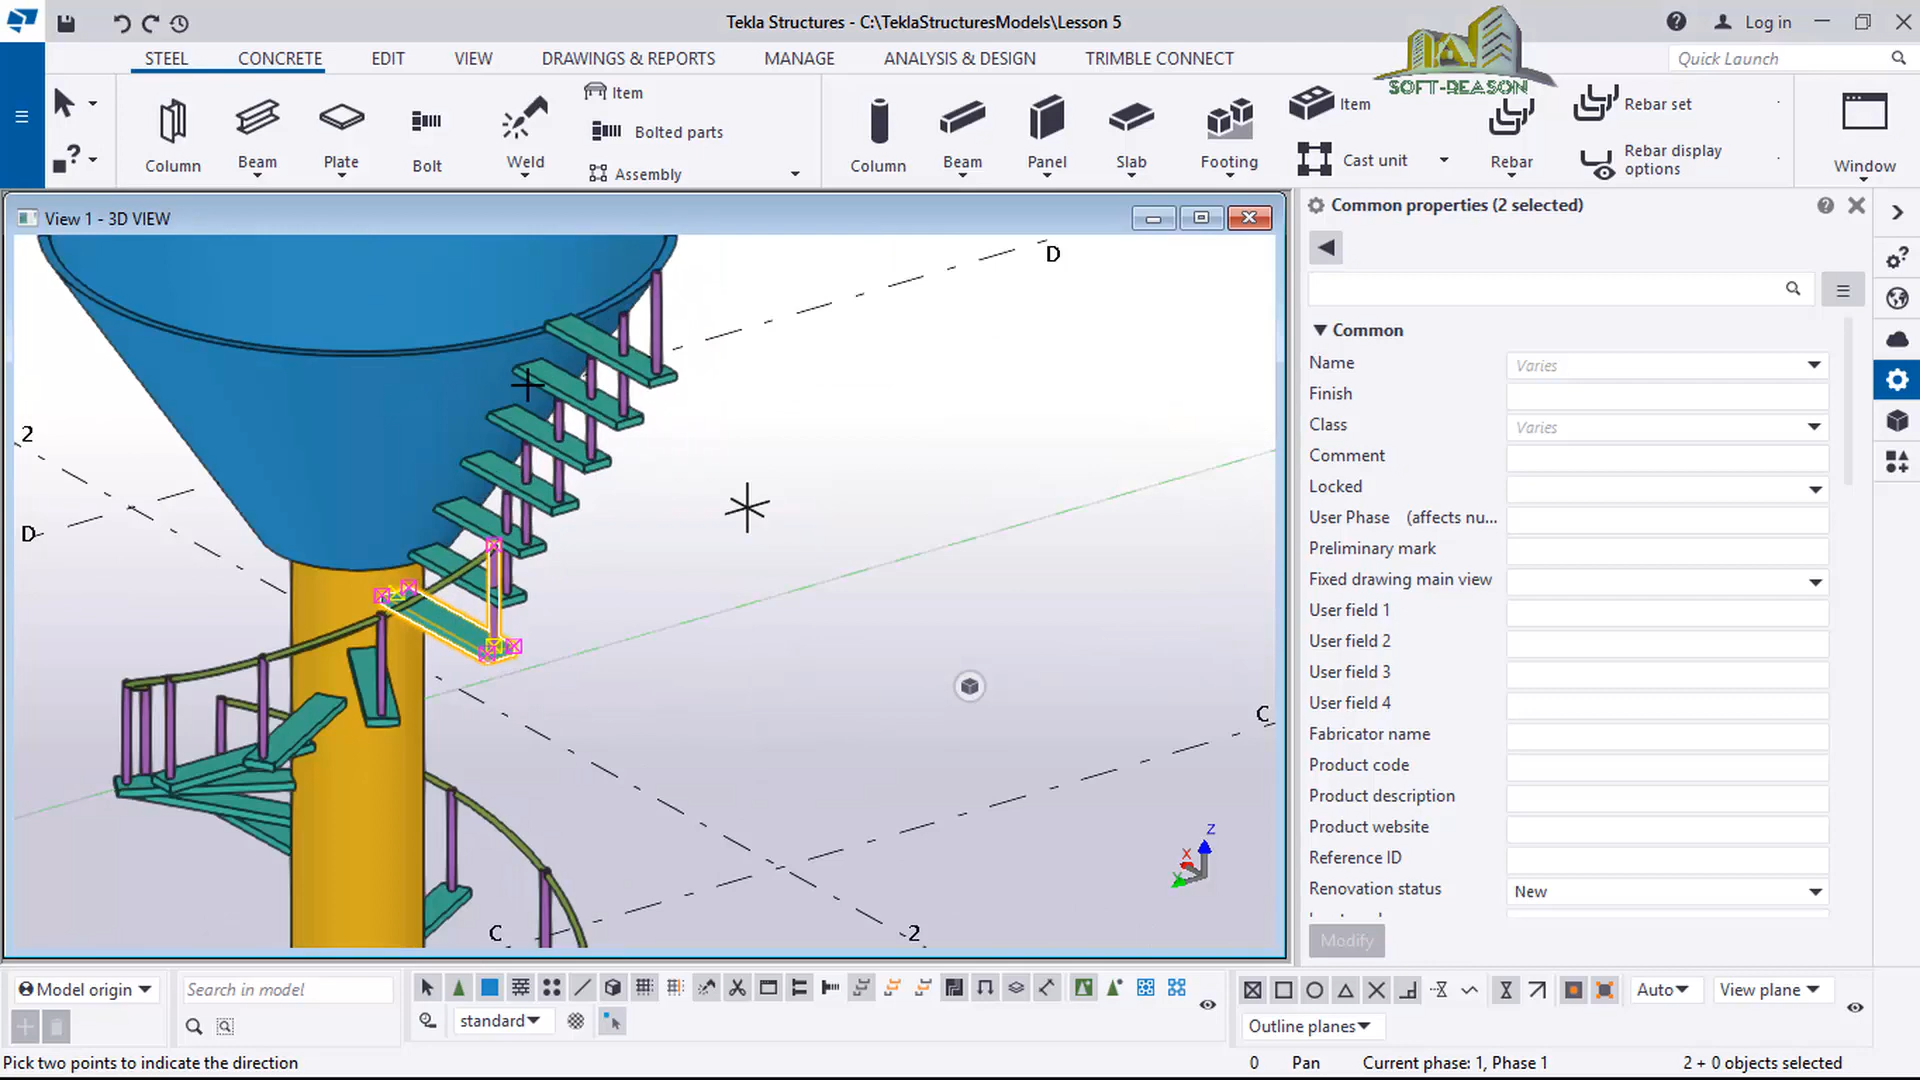 Tekla Structures - C:\TeklaStructuresModels\Lesson 5
Log in
STEEL
CONCRETE
EDIT
VIEW
DRAWINGS & REPORTS
MANAGE
ANALYSIS & DESIGN
TRIMBLE CONNECT
Quick Launch
SOFT-REASON
Column
Beam
Plate
Bolt
Weld
Item
Bolted parts
Assembly
Column
Beam
Panel
Slab
Footing
Item
Cast unit
Rebar
Rebar set
Rebar display
options
Window
View 1 - 3D VIEW
D
2
D
C
C
2
Z
X
Y
Common properties (2 selected)
Common
Name
Varies
Finish
Class
Varies
Comment
Locked
User Phase (affects nu...
Preliminary mark
Fixed drawing main view
User field 1
User field 2
User field 3
User field 4
Fabricator name
Product code
Product description
Product website
Reference ID
Renovation status
New
Modify
Model origin
Search in model
standard
Auto
View plane
Outline planes
Pick two points to indicate the direction
0
Pan
Current phase: 1, Phase 1
2 + 0 objects selected